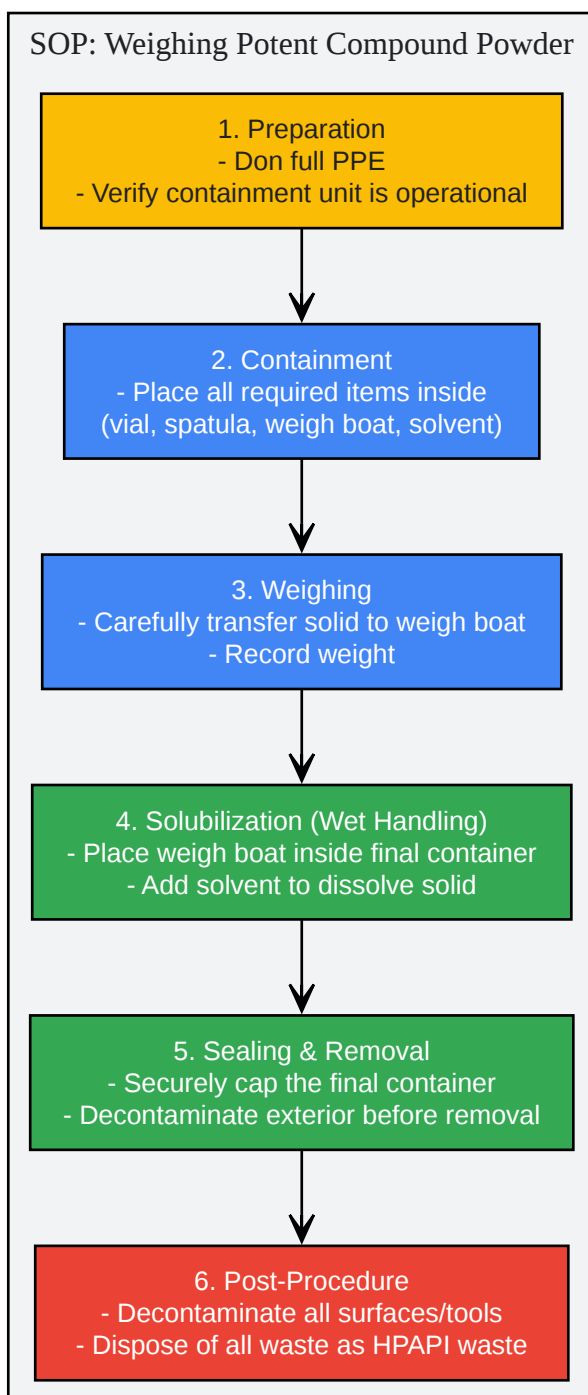 SOP: Weighing Potent Compound Powder
1. Preparation
- Don full PPE
- Verify containment unit is operational
2. Containment
- Place all required items inside
(vial, spatula, weigh boat, solvent)
3. Weighing
- Carefully transfer solid to weigh boat
- Record weight
4. Solubilization (Wet Handling)
- Place weigh boat inside final container
- Add solvent to dissolve solid
5. Sealing & Removal
- Securely cap the final container
- Decontaminate exterior before removal
6. Post-Procedure
- Decontaminate all surfaces/tools
- Dispose of all waste as HPAPI waste